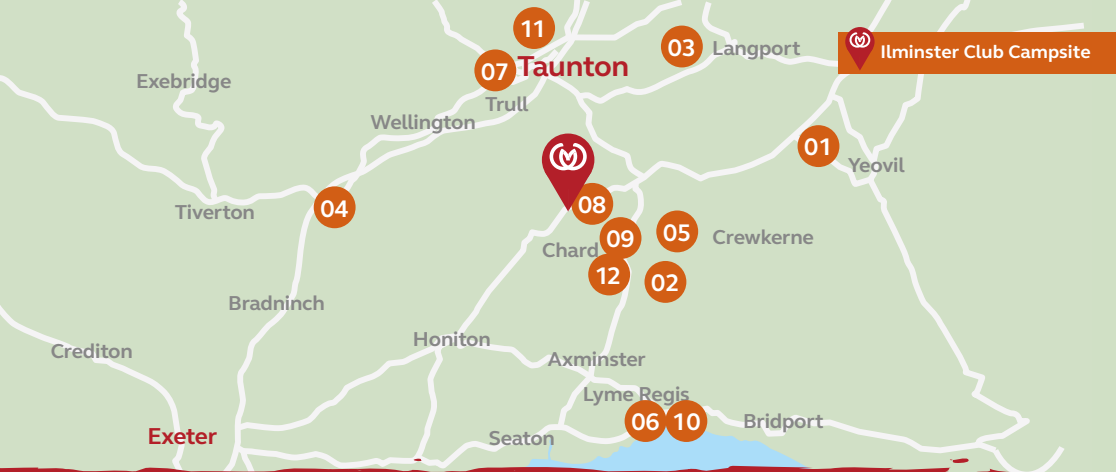 11
03
Langport
Ilminster Club Campsite
07
Taunton
Exebridge
Trull
Wellington
01
Yeovil
Tiverton
04
08
09
05
Crewkerne
Chard
12
02
Bradninch
Honiton
Crediton
Axminster
Lyme Regis
06
10
Bridport
Exeter
Seaton